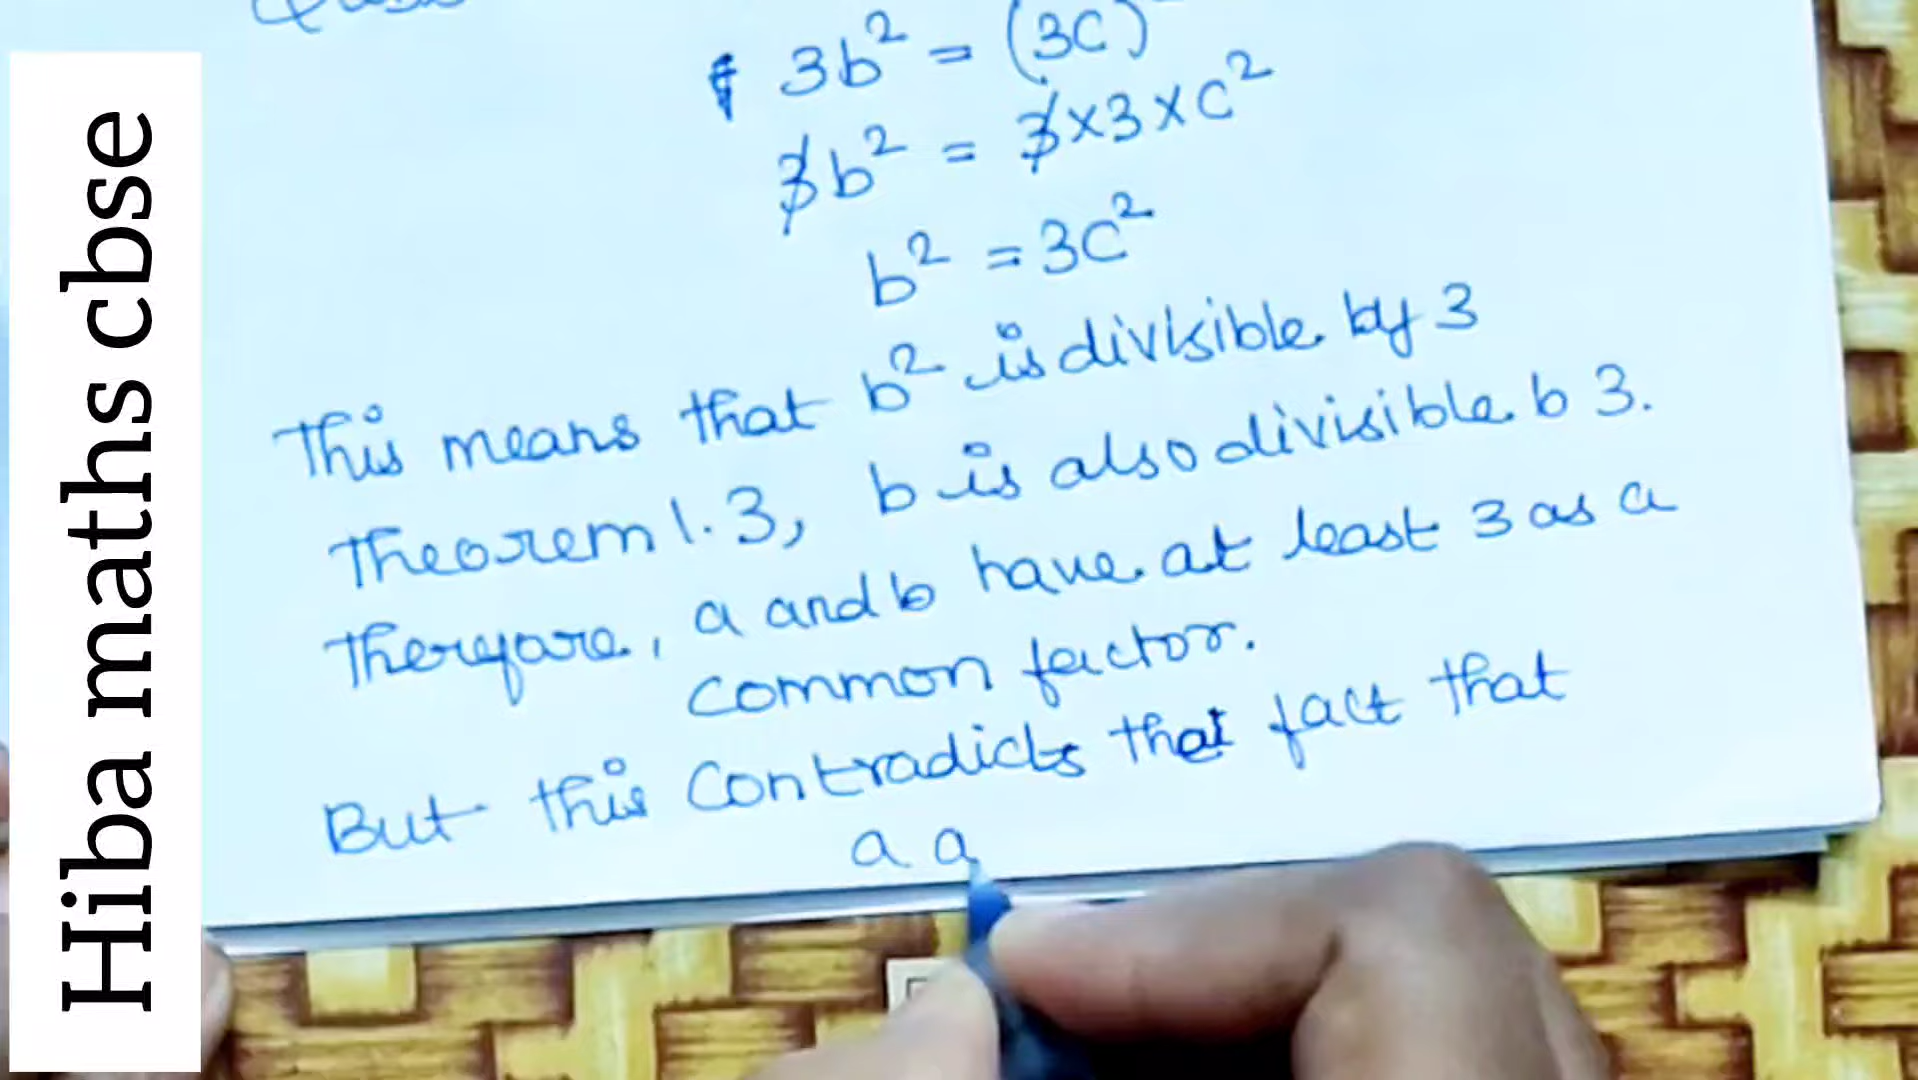 Hiba maths cbse
3b² = (3C)
3b² = 3×3×C²
b² = 3C²
This means that b² is divisible by 3
Theorem 1.3, b is also divisible b 3.
Therefore, a and b have at least 3 as a
common factor.
But this contradicts that fact that
a a